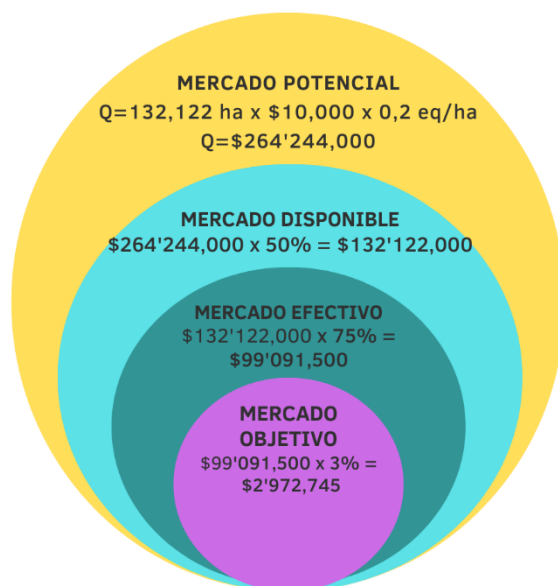 MERCADO POTENCIAL
Q=132,122 ha x $10,000 x 0,2 eq/ha
Q=$264'244,000
MERCADO DISPONIBLE
$264'244,000 x 50% = $132'122,000
MERCADO EFECTIVO
$132'122,000 x 75% =
$99'091,500
MERCADO
OBJETIVO
$99'091,500 x 3% =
$2'972,745